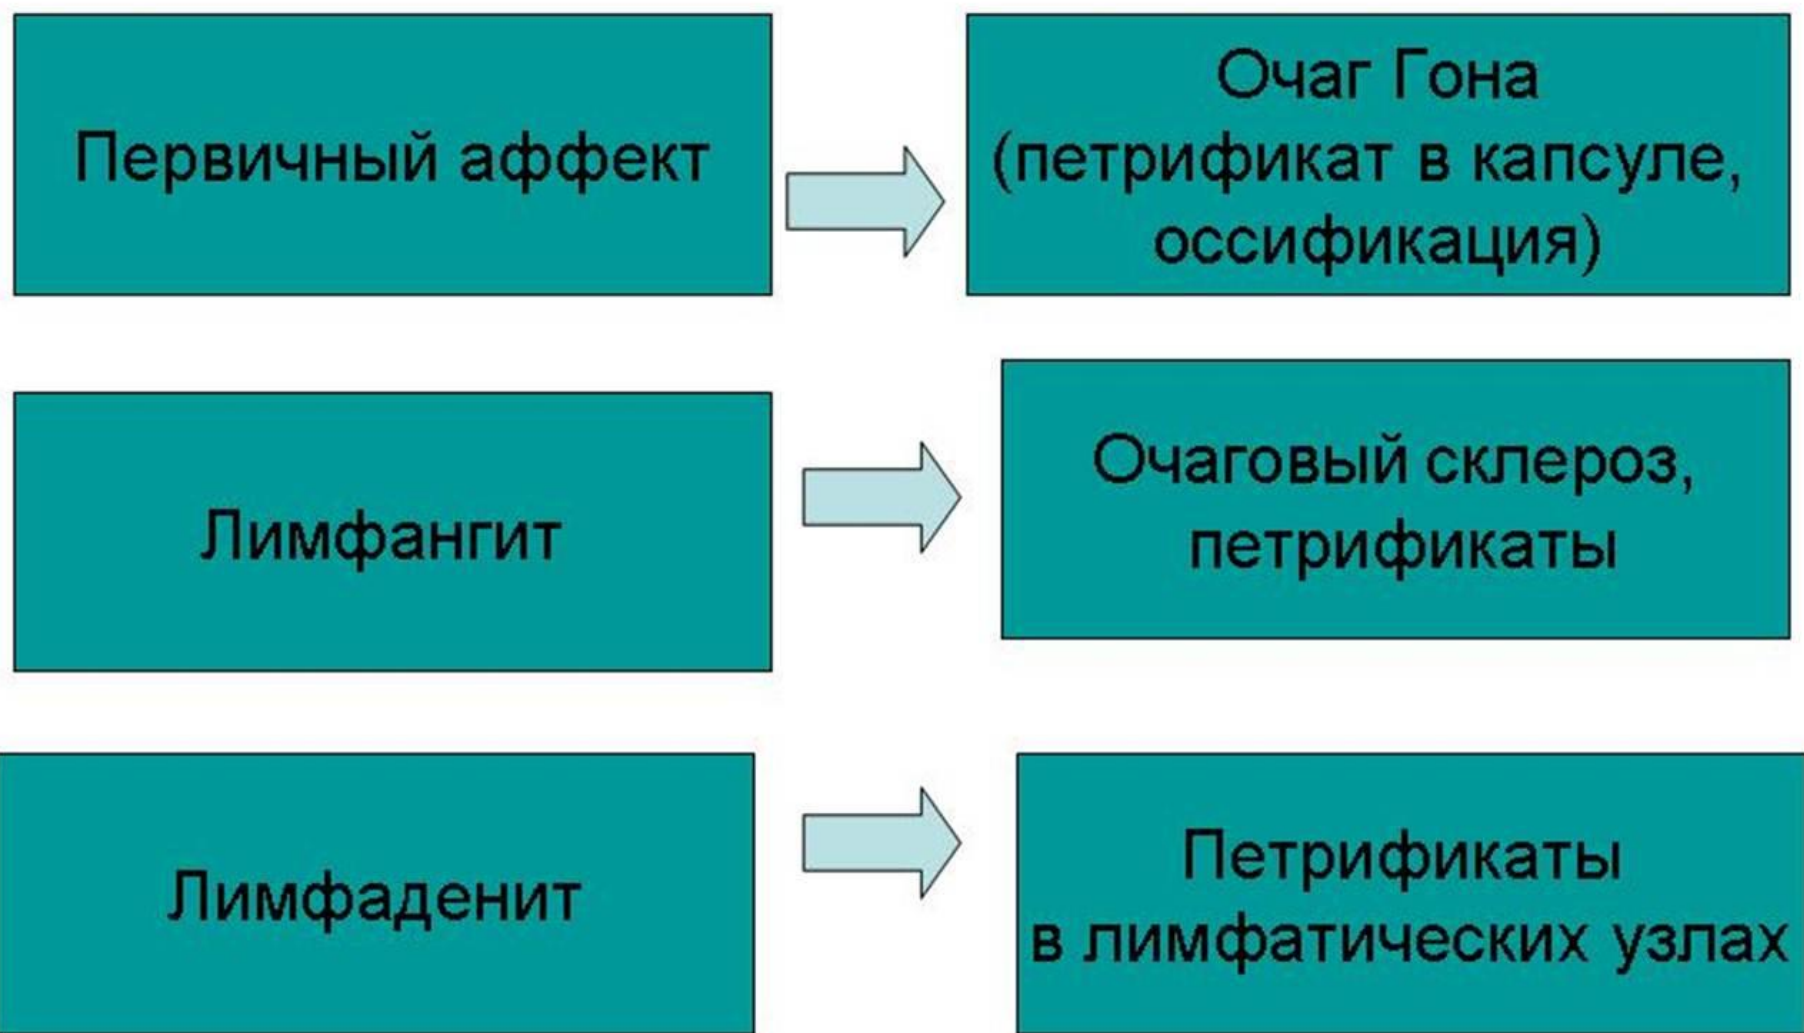 Первичный аффект
Очаг Гона
(петрификат в капсуле,
оссификация)
Лимфангит
Очаговый склероз,
петрификаты
Лимфаденит
Петрификаты
в лимфатических узлах